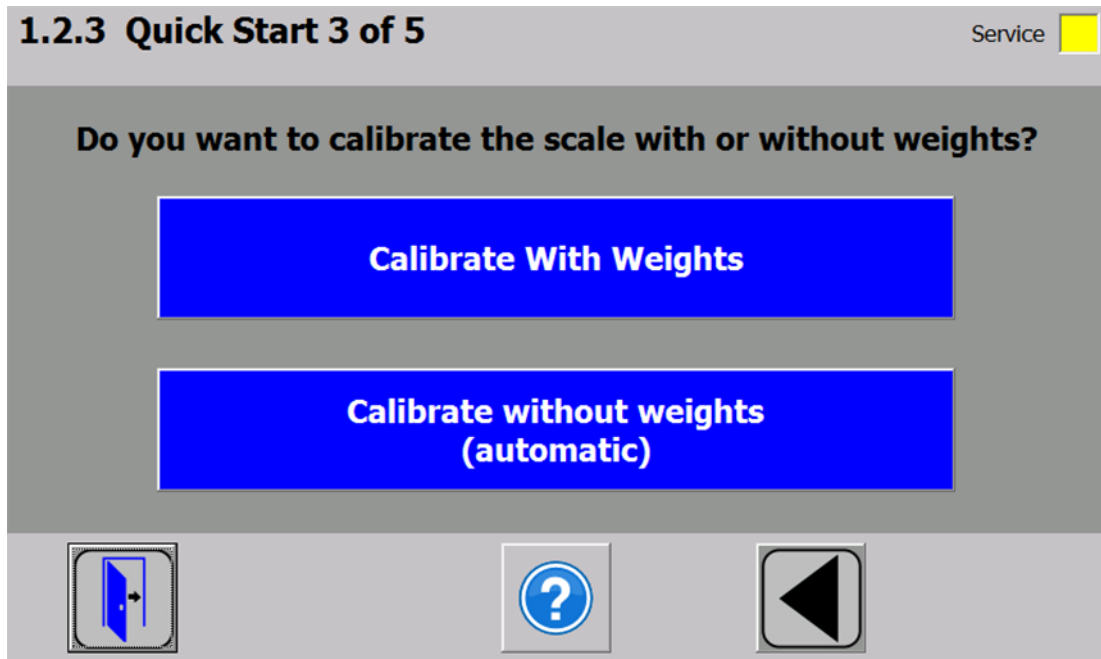 1.2.3 Quick Start 3 of 5
Service
Do you want to calibrate the scale with or without weights?
Calibrate With Weights
Calibrate without weights
(automatic)
?